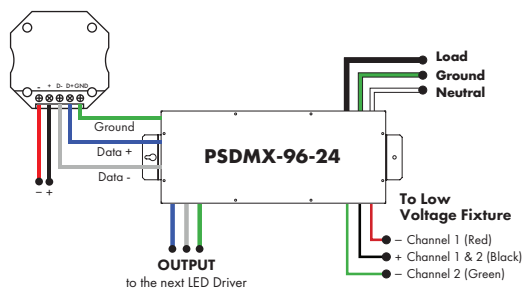 - + D- D+ GND
Load
Ground
Neutral
Ground
Data +
Data -
PSDMX-96-24
– +
To Low
Voltage Fixture
– Channel 1 (Red)
+ Channel 1 & 2 (Black)
– Channel 2 (Green)
OUTPUT
to the next LED Driver